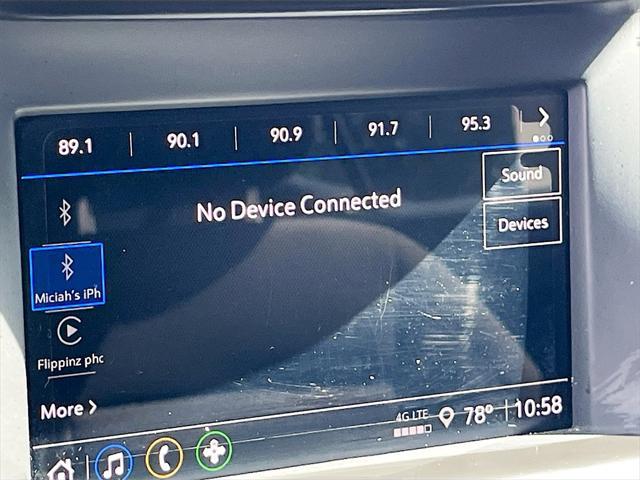 89.1 90.1 90.9 91.7 95.3
Sound
No Device Connected
Devices
Miciah's iPh
Flippinz phc
More
4G LTE 78° 10:58